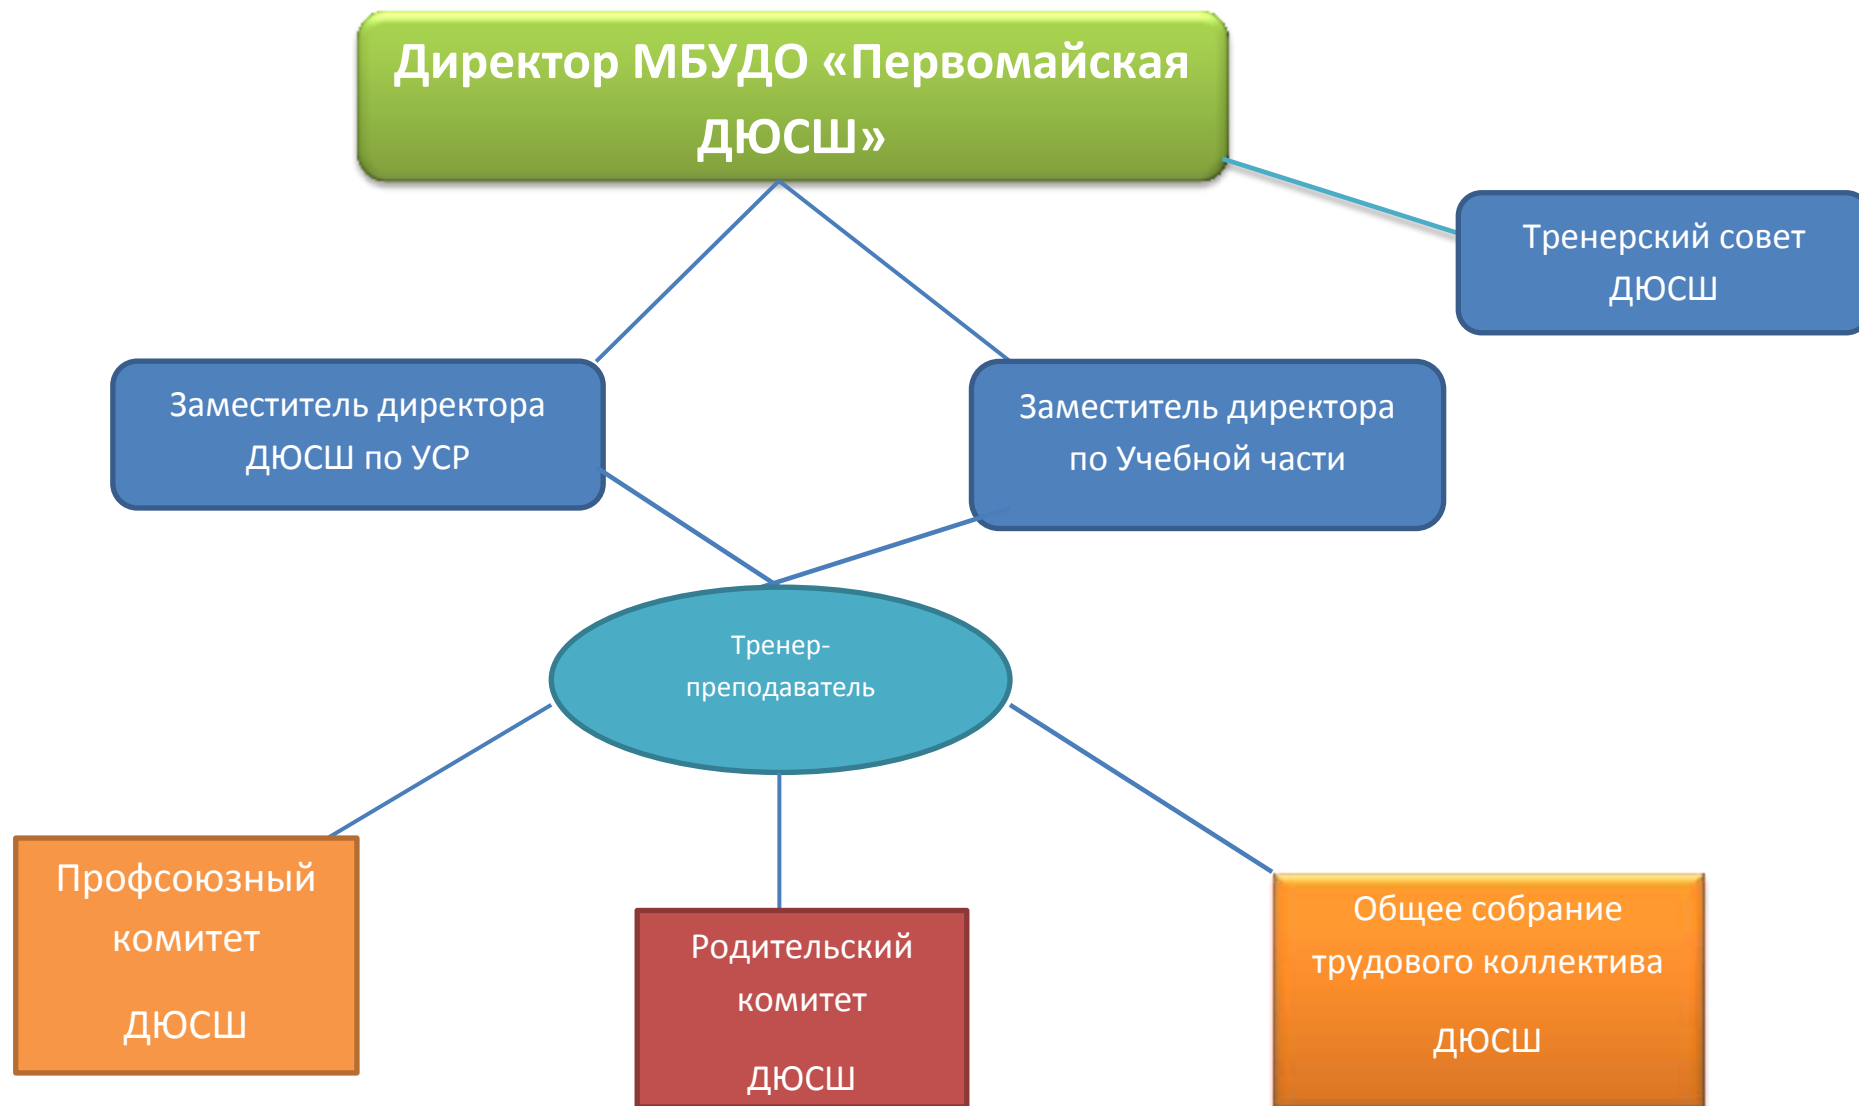 Директор МБУДО «Первомайская
ДЮСШ»
Тренерский совет
ДЮСШ
Заместитель директора
ДЮСШ по УСР
Заместитель директора
по Учебной части
Тренер-
преподаватель
Профсоюзный
комитет
ДЮСШ
Родительский
комитет
ДЮСШ
Общее собрание
трудового коллектива
ДЮСШ